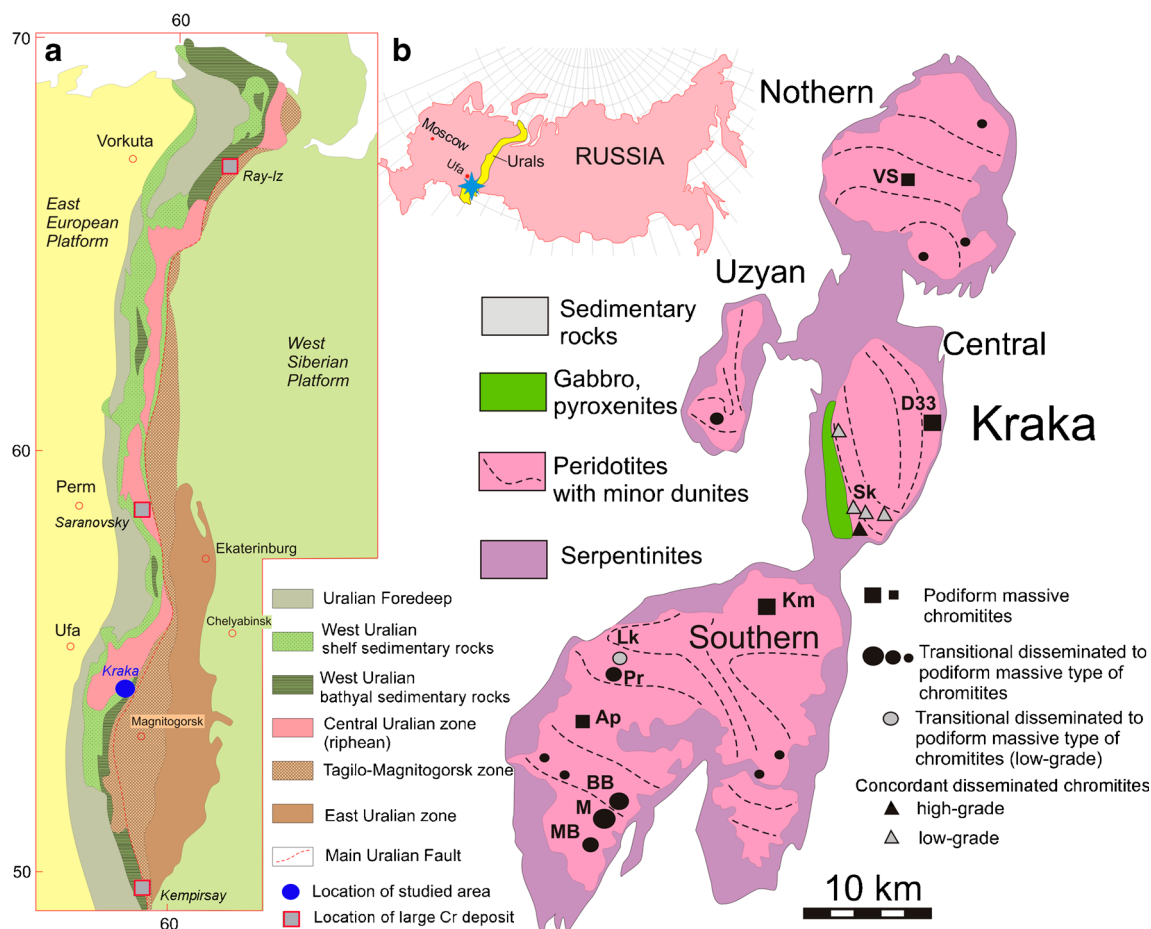 70
60
a
Vorkuta
Ray-Iz
East
European
Platform
West
Siberian
Platform
60
Perm
Saranovsky
Ekaterinburg
Ufa
Chelyabinsk
Kraka
Magnitogorsk
50
Kempirsay
60
Uralian Foredeep
West Uralian
shelf sedimentary rocks
West Uralian
bathyal sedimentary rocks
Central Uralian zone
(riphean)
Tagilo-Magnitogorsk zone
East Uralian zone
Main Uralian Fault
Location of studied area
Location of large Cr deposit
b
Moscow
Ufa
Urals
RUSSIA
Nothern
VS
Uzyan
Central
D33
Kraka
Sk
Sedimentary
rocks
Gabbro,
pyroxenites
Peridotites
with minor dunites
Serpentinites
Km
Southern
Lk
Pr
Ap
BB
M
MB
Podiform massive
chromitites
Transitional disseminated to
podiform massive type of
chromitites
Transitional disseminated to
podiform massive type of
chromitites (low-grade)
Concordant disseminated chromitites
high-grade
low-grade
10 km